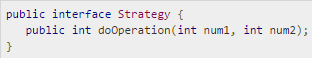 public interface Strategy {
   public int doOperation(int num1, int num2);
}